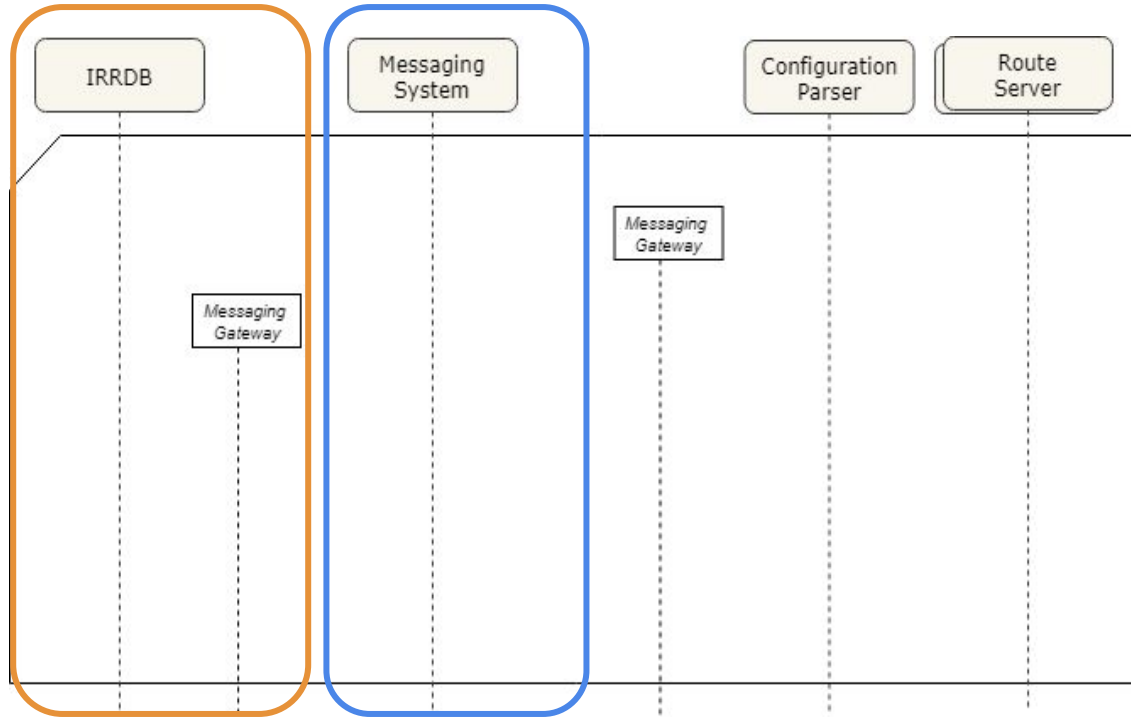 IRRDB
Messaging
System
Configuration
Parser
Route
Server
Messaging
Gateway
Messaging
Gateway